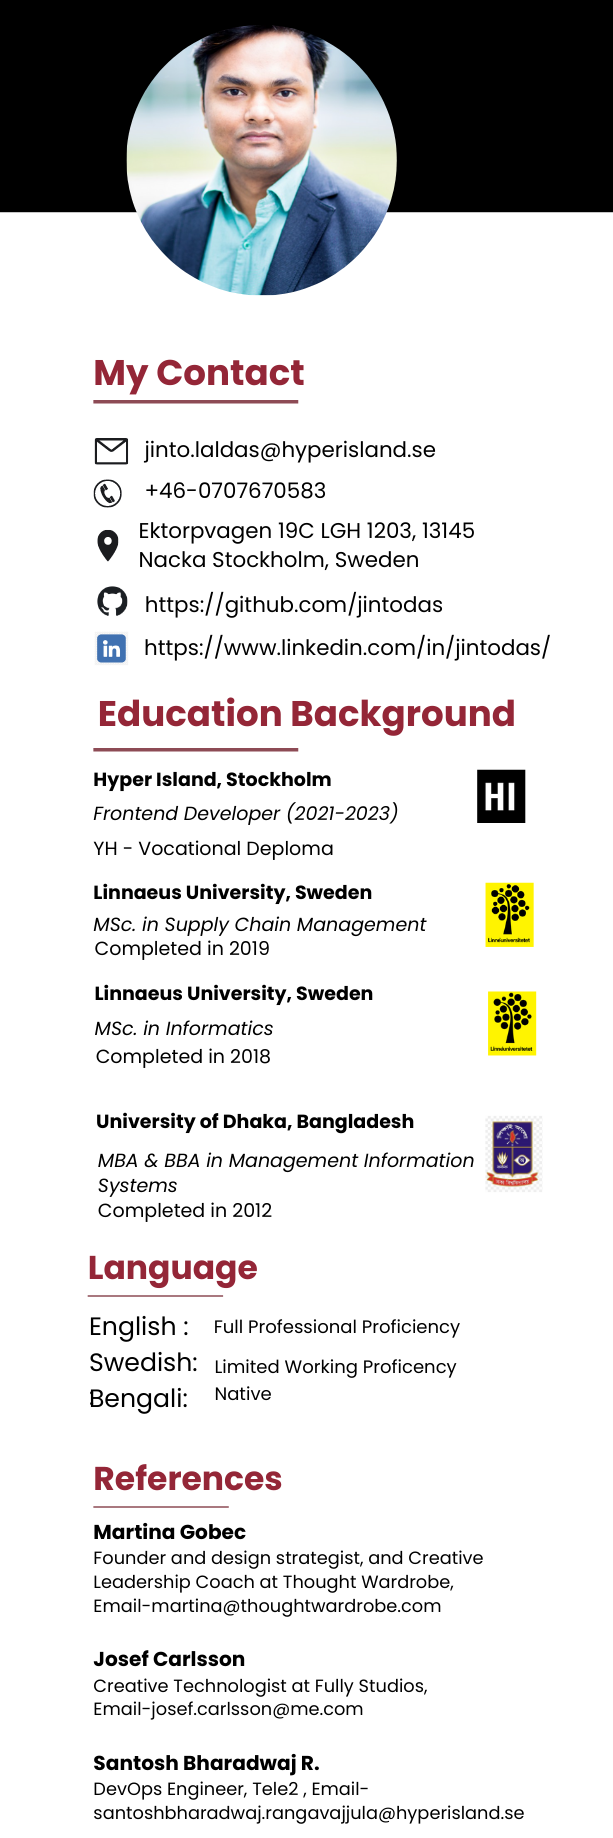 My Contact
jinto.laldas@hyperisland.se
+46-0707670583
Ektorpvagen 19C LGH 1203, 13145
Nacka Stockholm, Sweden
https://github.com/jintodas
in https://www.linkedin.com/in/jintodas/
Education Background
Hyper Island, Stockholm
HI
Frontend Developer (2021-2023)
YH - Vocational Deploma
Linnaeus University, Sweden
MSc. in Supply Chain Management
Linnéuniversitetet
Completed in 2019
Linnaeus University, Sweden
MSc. in Informatics
Linnéuniversitetet
Completed in 2018
University of Dhaka, Bangladesh
MBA & BBA in Management Information
Systems
Completed in 2012
Language
English : Full Professional Proficiency
Swedish: Limited Working Proficency
Bengali: Native
References
Martina Gobec
Founder and design strategist, and Creative
Leadership Coach at Thought Wardrobe,
Email-martina@thoughtwardrobe.com
Josef Carlsson
Creative Technologist at Fully Studios,
Email-josef.carlsson@me.com
Santosh Bharadwaj R.
DevOps Engineer, Tele2 , Email-
santoshbharadwaj.rangavajjula@hyperisland.se